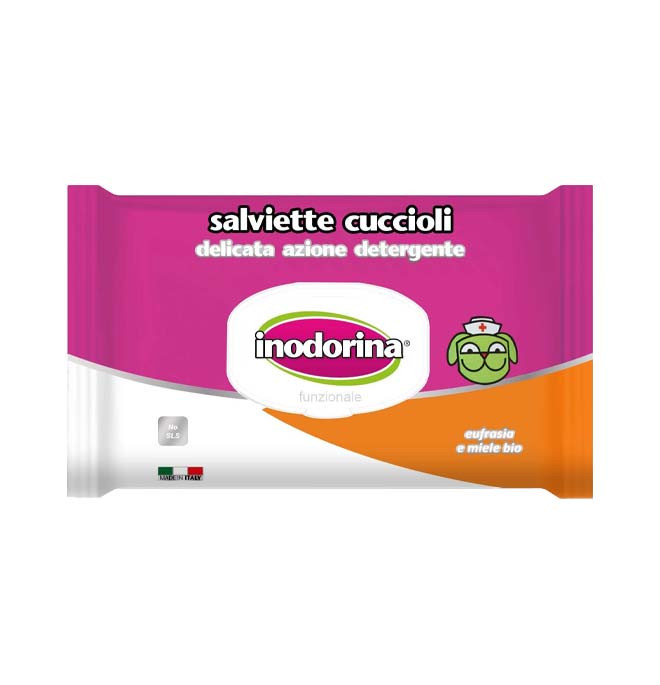 salviette cuccioli
delicata azione detergente
inodorina®
funzionale
No
SLS
eufrasia
e miele bio
MADE IN ITALY